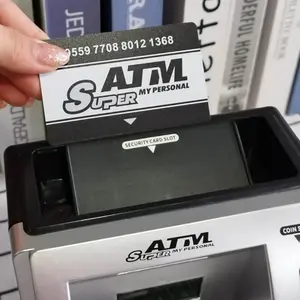 0559 7708 8012 1368
ATM
SUPER MY PERSONAL
SECURITY CARD SLOT
ATM
SUPER MY PERSONAL
COIN S